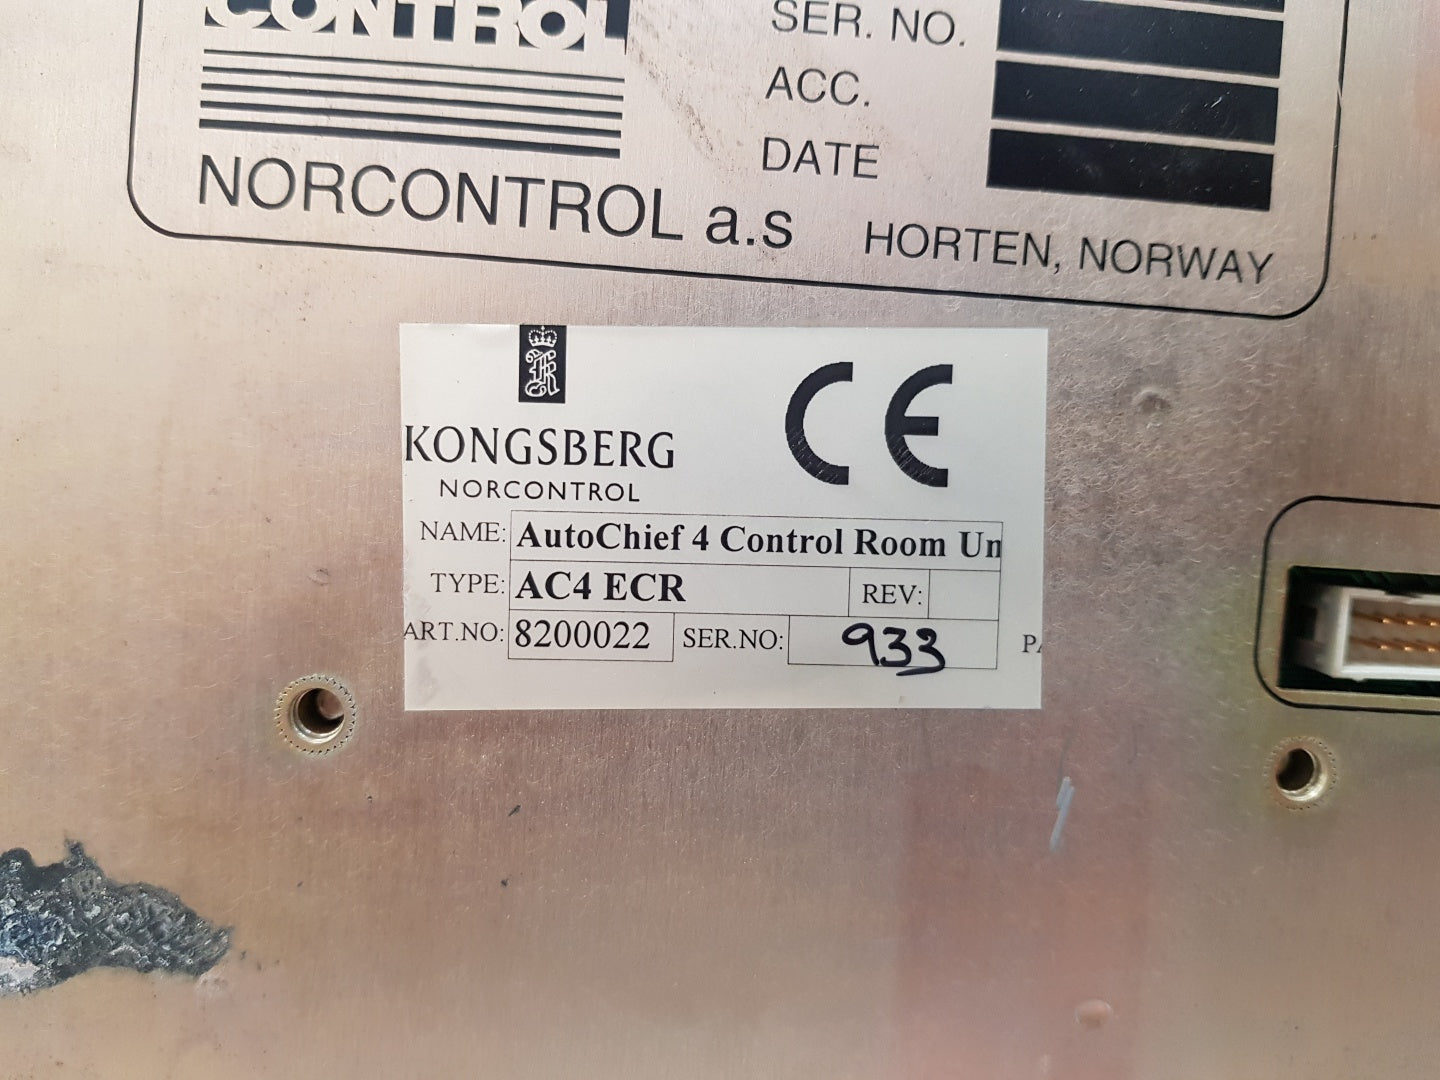 CONTROL
SER. NO.
ACC.
DATE
NORCONTROL a.s HORTEN, NORWAY
KONGSBERG
NORCONTROL
CE
NAME: AutoChief 4 Control Room Un
TYPE: AC4 ECR REV:
ART.NO: 8200022 SER.NO: 933